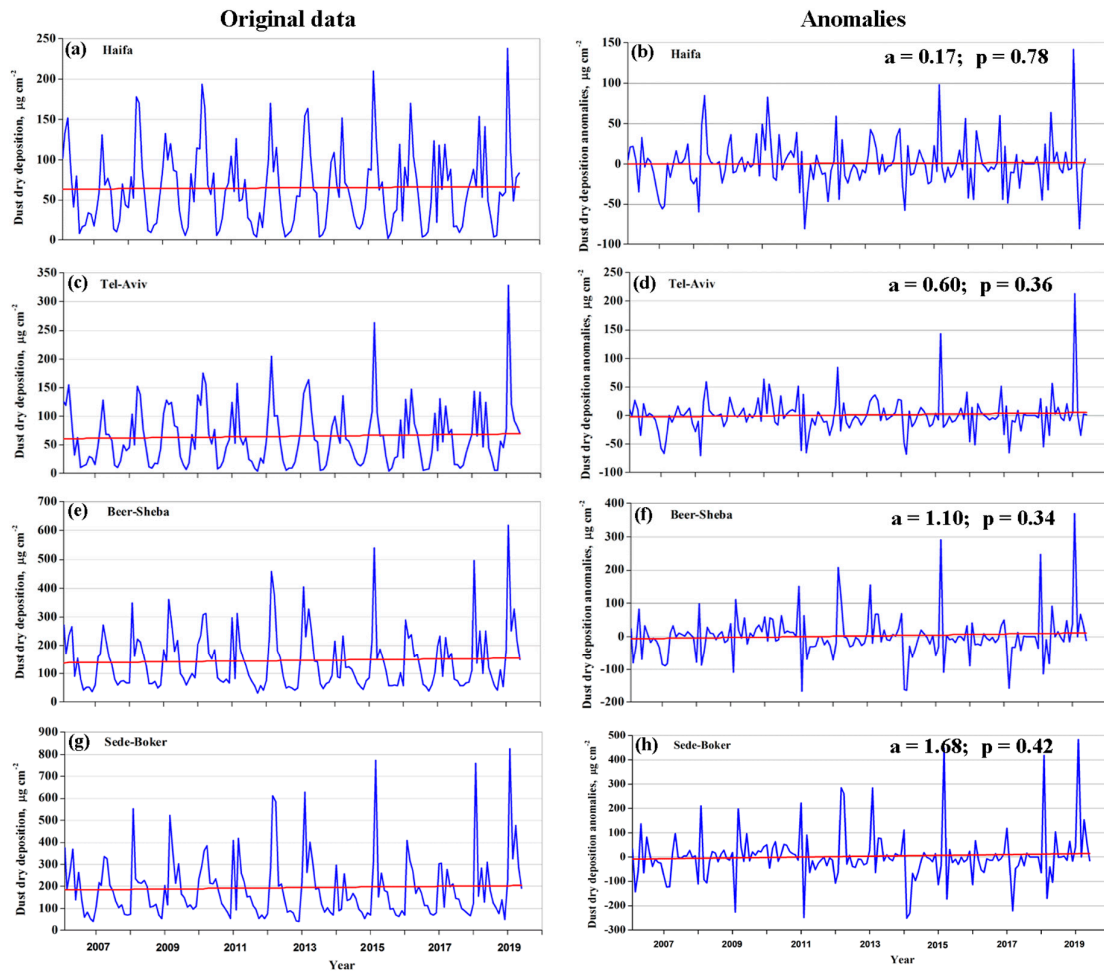 Original data
Anomalies
(a) Haifa
Dust dry deposition, µg cm⁻²
250
200
150
100
50
0
(b) Haifa
a = 0.17; p = 0.78
Dust dry deposition anomalies, µg cm⁻²
150
100
50
0
-50
-100
(c) Tel-Aviv
Dust dry deposition, µg cm⁻²
350
300
250
200
150
100
50
0
(d) Tel-Aviv
a = 0.60; p = 0.36
Dust dry deposition anomalies, µg cm⁻²
250
200
150
100
50
0
-50
-100
(e) Beer-Sheba
Dust dry deposition, µg cm⁻²
700
600
500
400
300
200
100
0
(f) Beer-Sheba
a = 1.10; p = 0.34
Dust dry deposition anomalies, µg cm⁻²
400
300
200
100
0
-100
-200
(g) Sede-Boker
Dust dry deposition, µg cm⁻²
900
800
700
600
500
400
300
200
100
0
2007 2009 2011 2013 2015 2017 2019
Year
(h) Sede-Boker
a = 1.68; p = 0.42
Dust dry deposition anomalies, µg cm⁻²
500
400
300
200
100
0
-100
-200
-300
2007 2009 2011 2013 2015 2017 2019
Year